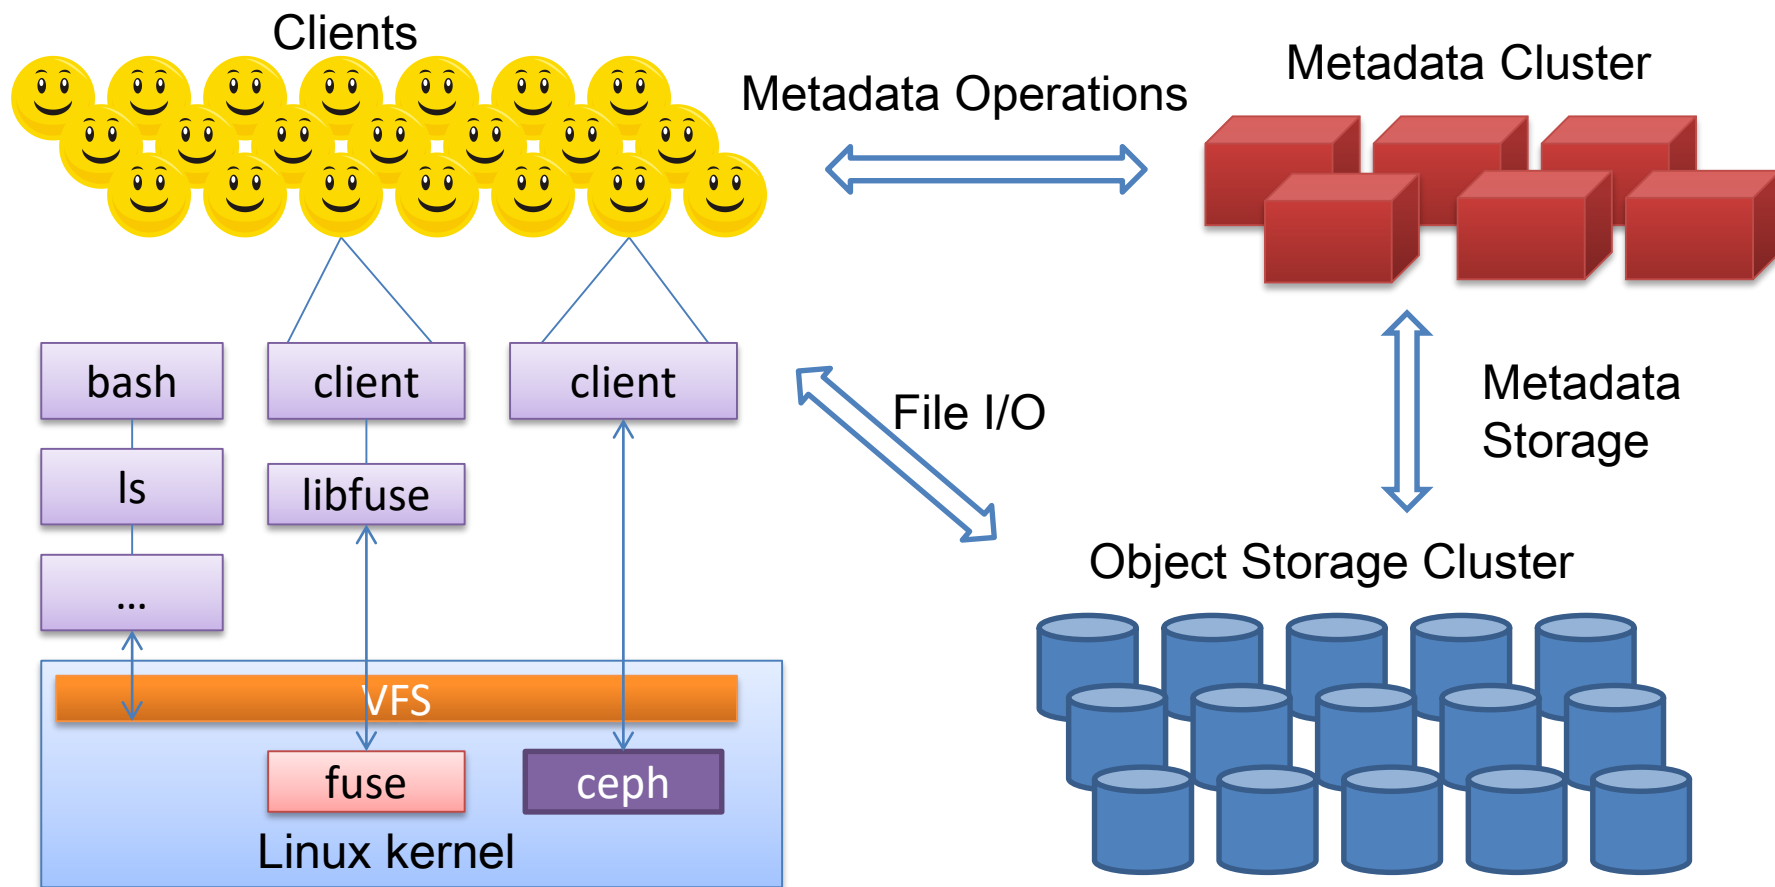 Clients
Metadata Operations
Metadata Cluster
bash
client
client
File I/O
Metadata
Storage
ls
libfuse
Object Storage Cluster
...
VFS
fuse
ceph
Linux kernel